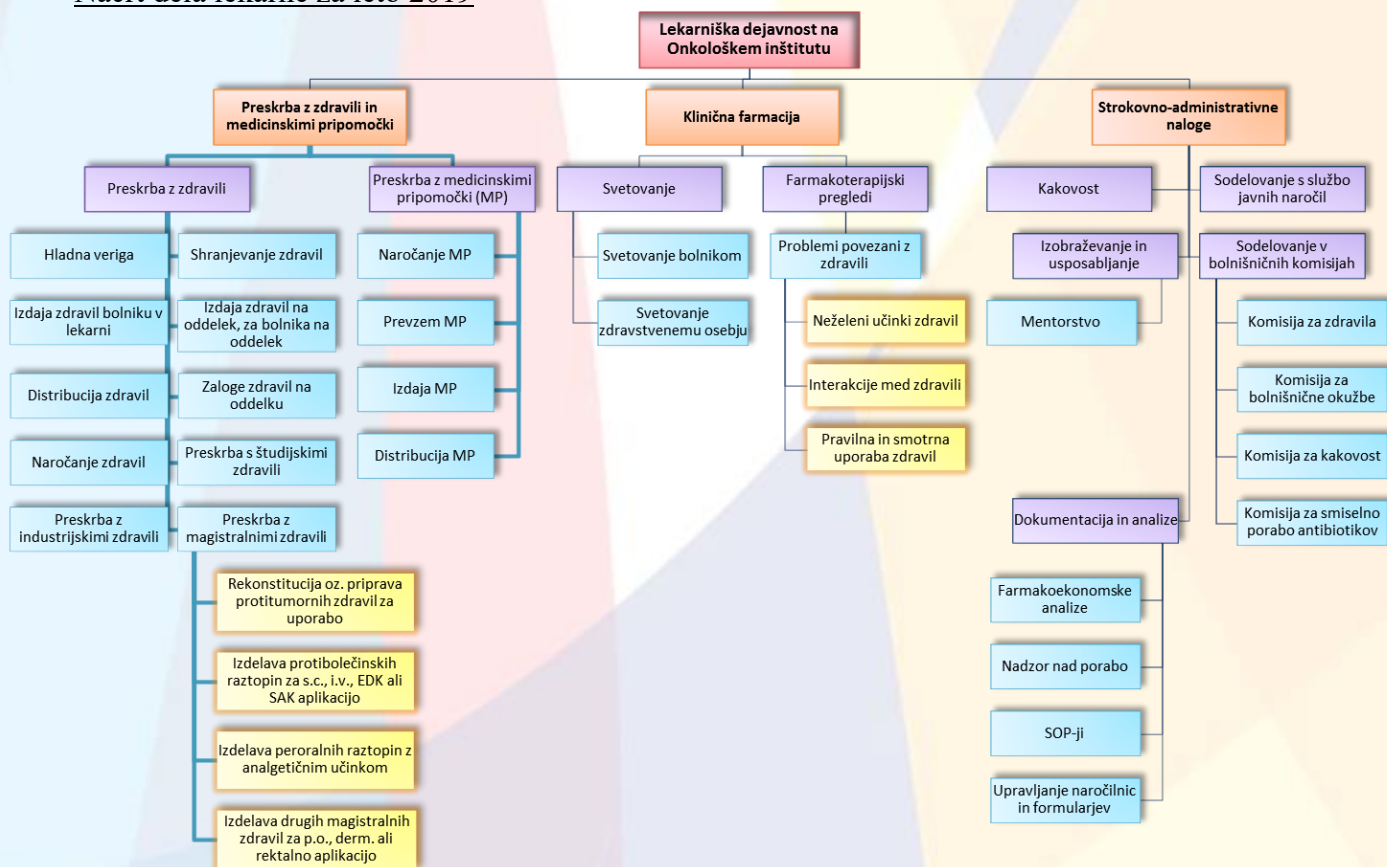 Načrt dela lekarne za leto 2019
Lekarniška dejavnost na
Onkološkem inštitutu
Preskrba z zdravili in
medicinskimi pripomočki
Klinična farmacija
Strokovno-administrativne
naloge
Preskrba z zdravili
Preskrba z medicinskimi
pripomočki (MP)
Svetovanje
Farmakoterapijski
pregledi
Kakovost
Sodelovanje s službo
javnih naročil
Hladna veriga
Shranjevanje zdravil
Naročanje MP
Svetovanje bolnikom
Problemi povezani z
zdravili
Izobraževanje in
usposabljanje
Sodelovanje v
bolnišničnih komisijah
Izdaja zdravil bolniku v
lekarni
Izdaja zdravil na
oddelek, za bolnika na
oddelek
Prevzem MP
Svetovanje
zdravstvenemu osebju
Neželeni učinki zdravil
Mentorstvo
Komisija za zdravila
Distribucija zdravil
Zaloge zdravil na
oddelku
Izdaja MP
Interakcije med zdravili
Komisija za
bolnišnične okužbe
Naročanje zdravil
Preskrba s študijskimi
zdravili
Distribucija MP
Pravilna in smotrna
uporaba zdravil
Komisija za kakovost
Preskrba z
industrijskimi zdravili
Preskrba z
magistralnimi zdravili
Dokumentacija in analize
Komisija za smiselno
porabo antibiotikov
Rekonstitucija oz. priprava
protitumornih zdravil za
uporabo
Farmakoekonomske
analize
Izdelava protibolečinskih
raztopin za s.c., i.v., EDK ali
SAK aplikacijo
Nadzor nad porabo
Izdelava peroralnih raztopin z
analgetičnim učinkom
SOP-ji
Upravljanje naročilnic
in formularjev
Izdelava drugih magistralnih
zdravil za p.o., derm. ali
rektalno aplikacijo